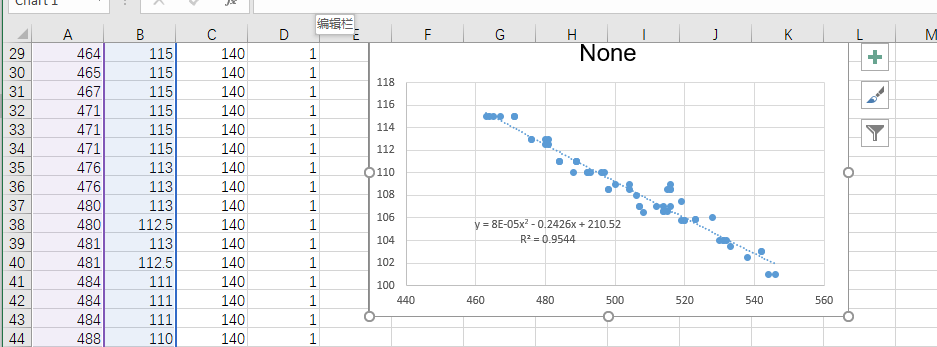 Chart 1 fx
编辑栏
A B C D E F G H I J K L M
29 464 115 140 1
30 465 115 140 1
31 467 115 140 1
32 471 115 140 1
33 471 115 140 1
34 471 115 140 1
35 476 113 140 1
36 476 113 140 1
37 480 113 140 1
38 480 112.5 140 1
39 481 113 140 1
40 481 112.5 140 1
41 484 111 140 1
42 484 111 140 1
43 484 111 140 1
44 488 110 140 1
None
118
116
114
112
110
108
106
104
102
100
y = 8E-05x² - 0.2426x + 210.52
R² = 0.9544
440 460 480 500 520 540 560